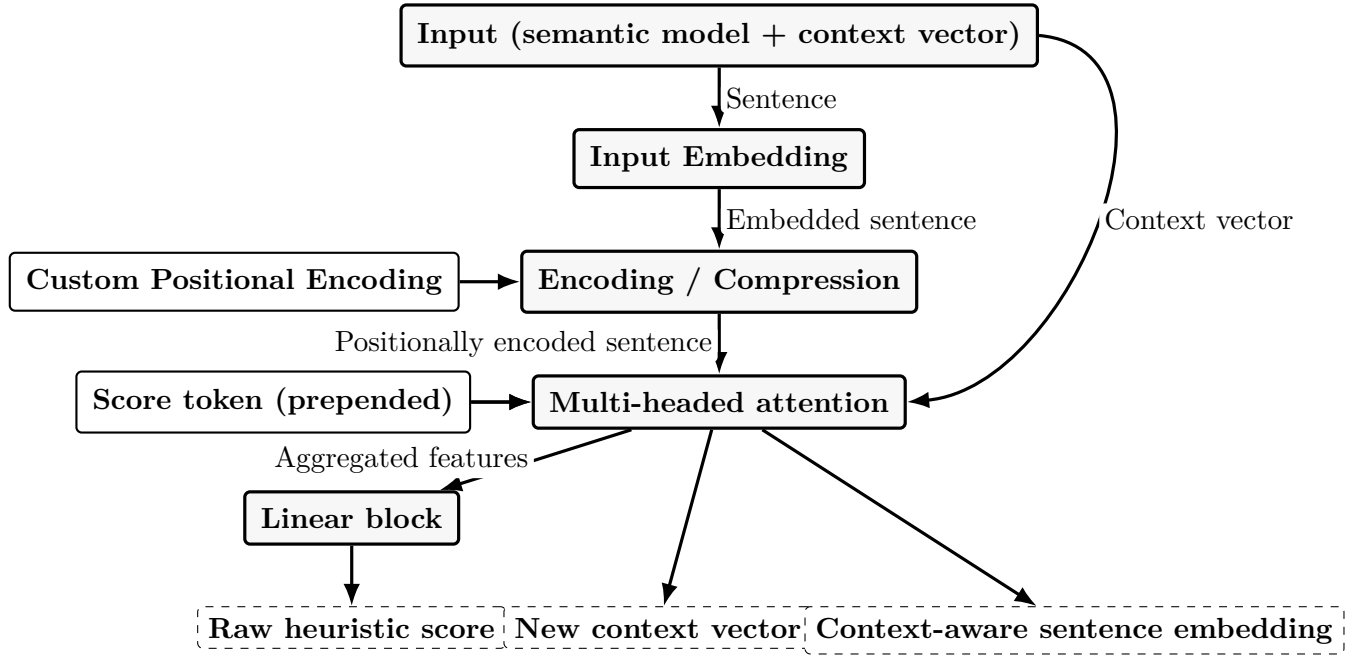 Input (semantic model + context vector)
Sentence
Input Embedding
Embedded sentence
Context vector
Custom Positional Encoding
Encoding / Compression
Positionally encoded sentence
Score token (prepended)
Multi-headed attention
Aggregated features
Linear block
Raw heuristic score
New context vector
Context-aware sentence embedding